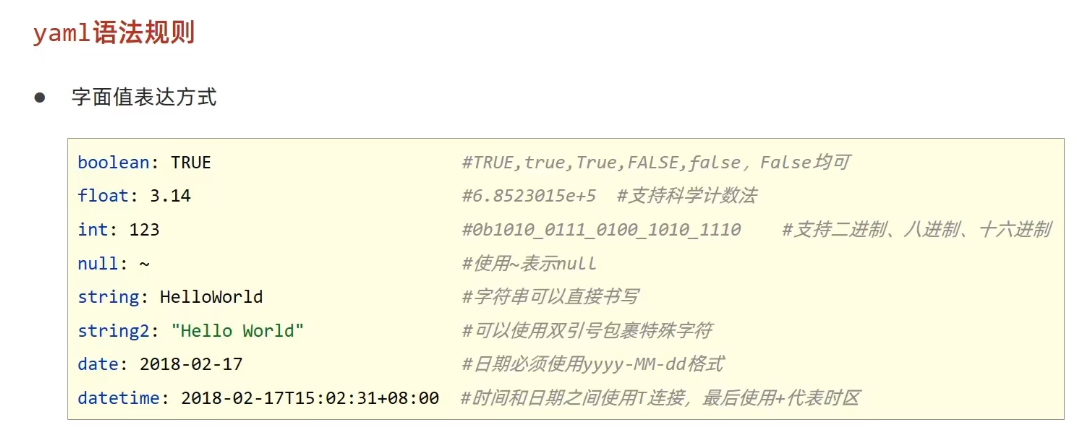 yaml语法规则
● 字面值表达方式
boolean: TRUE #TRUE,true,True,FALSE,false, False均可
float: 3.14 #6.8523015e+5 #支持科学计数法
int: 123 #0b1010_0111_0100_1010_1110 #支持二进制、八进制、十六进制
null: ~ #使用~表示null
string: HelloWorld #字符串可以直接书写
string2: "Hello World" #可以使用双引号包裹特殊字符
date: 2018-02-17 #日期必须使用yyyy-MM-dd格式
datetime: 2018-02-17T15:02:31+08:00 #时间和日期之间使用T连接，最后使用+代表时区